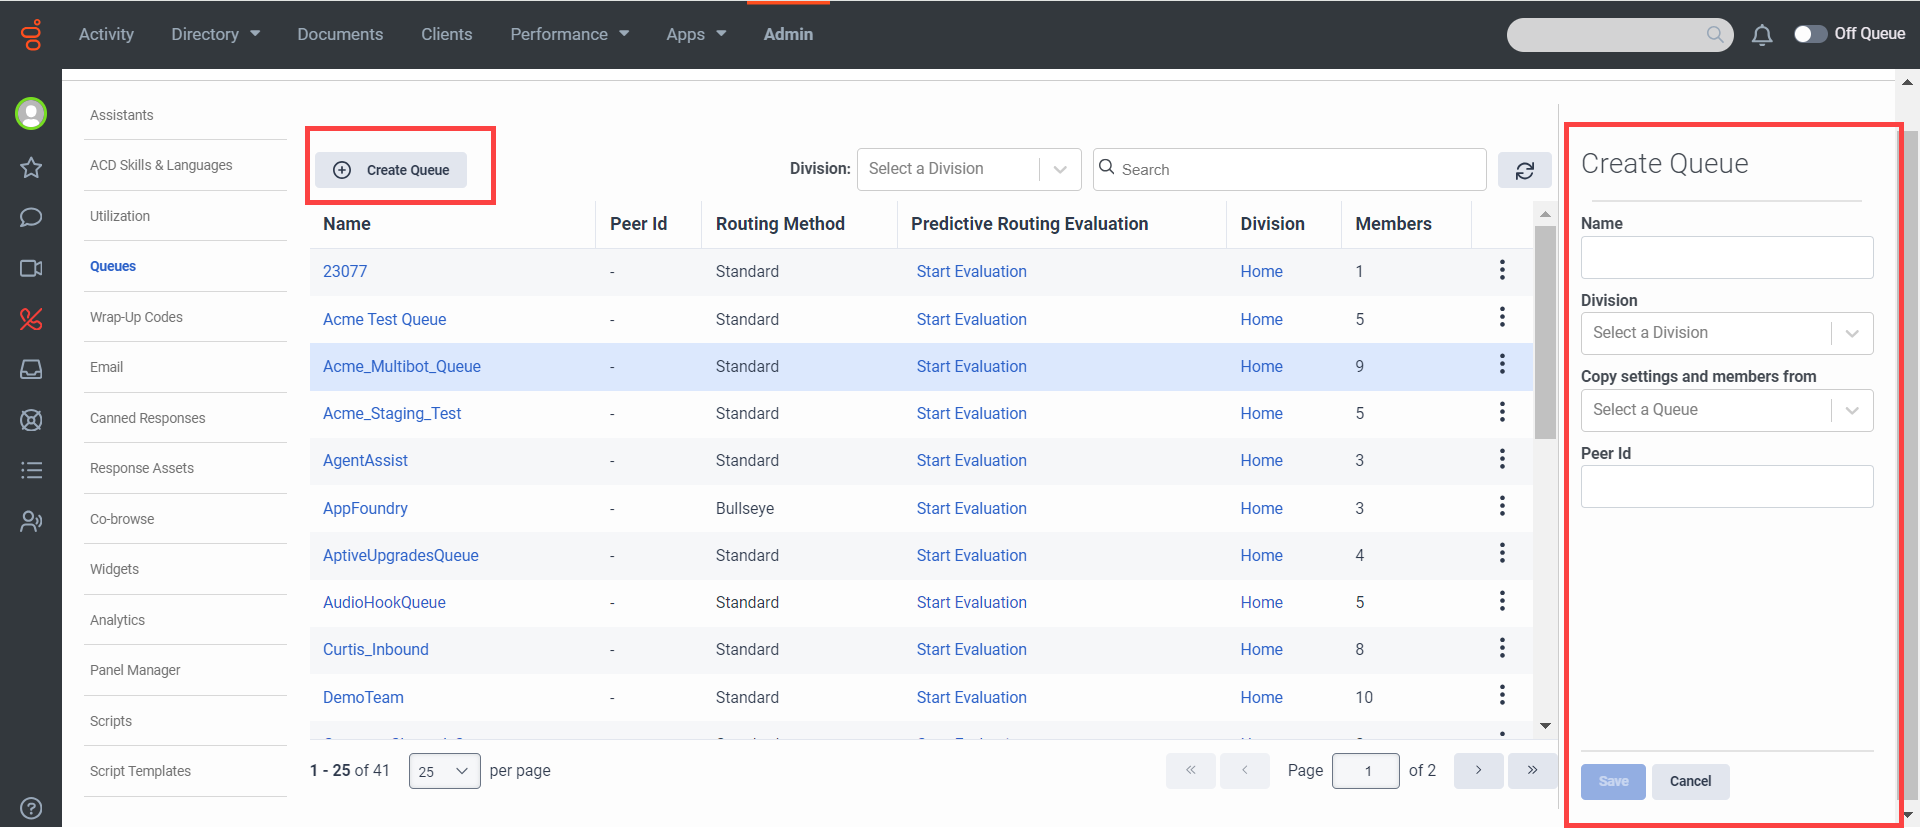 Activity Directory Documents Clients Performance Apps Admin Off Queue
Assistants
ACD Skills & Languages
Utilization
Queues
Wrap-Up Codes
Email
Canned Responses
Response Assets
Co-browse
Widgets
Analytics
Panel Manager
Scripts
Script Templates
Create Queue Division: Select a Division Search
Name Peer Id Routing Method Predictive Routing Evaluation Division Members
23077 - Standard Start Evaluation Home 1
Acme Test Queue - Standard Start Evaluation Home 5
Acme_Multibot_Queue - Standard Start Evaluation Home 9
Acme_Staging_Test - Standard Start Evaluation Home 5
AgentAssist - Standard Start Evaluation Home 3
AppFoundry - Bullseye Start Evaluation Home 3
AptiveUpgradesQueue - Standard Start Evaluation Home 4
AudioHookQueue - Standard Start Evaluation Home 5
Curtis_Inbound - Standard Start Evaluation Home 8
DemoTeam - Standard Start Evaluation Home 10
1 - 25 of 41 25 per page « ‹ Page 1 of 2 › »
Create Queue
Name
Division
Select a Division
Copy settings and members from
Select a Queue
Peer Id
Save Cancel